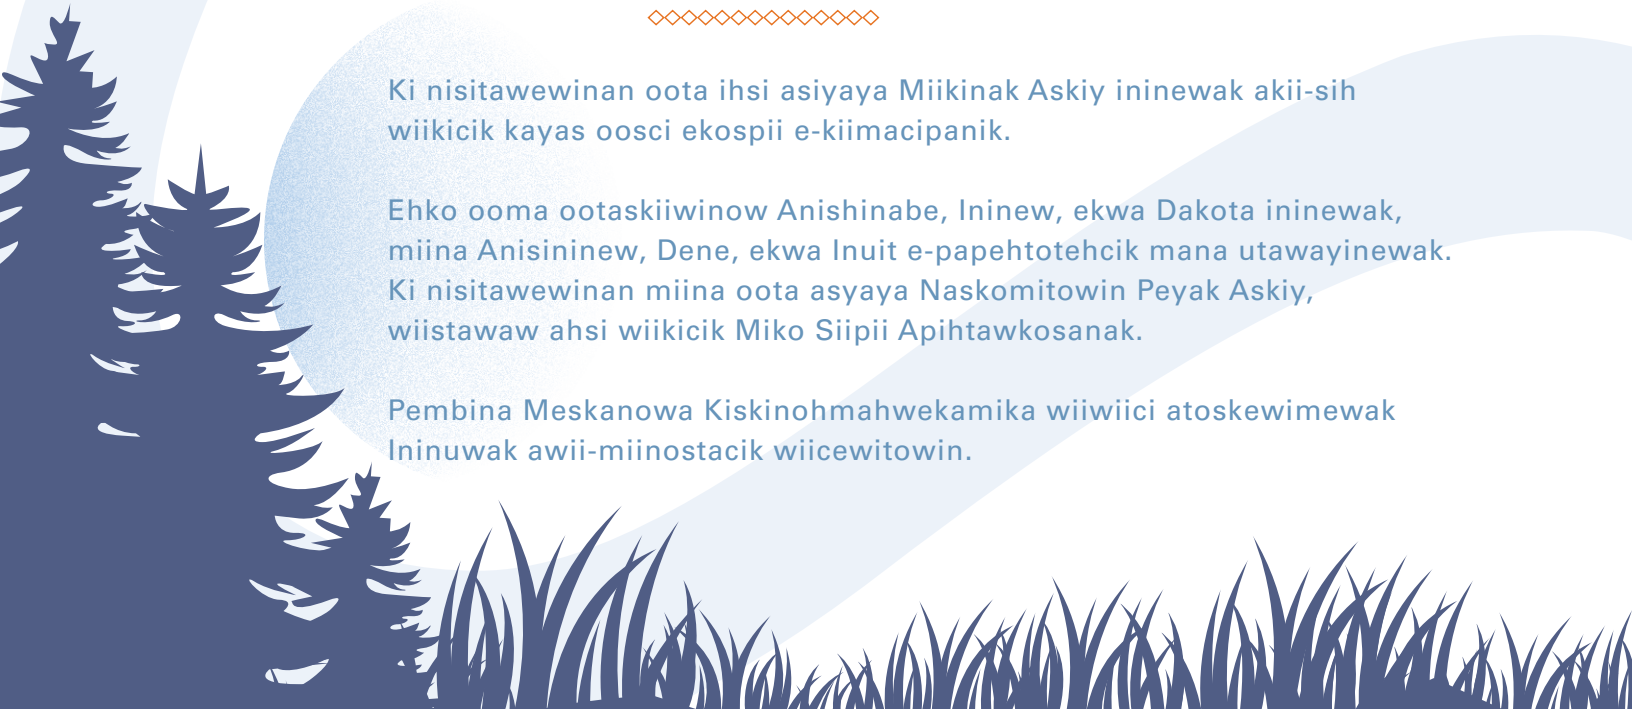 Ki nisitawewinan oota ihsi asiyaya Miikinak Askiy ininewak akii-sih
wiikicik kayas oosci ekospii e-kiimacipanik.
Ehko ooma ootaskiiwinow Anishinabe, Ininew, ekwa Dakota ininewak,
miina Anisininew, Dene, ekwa Inuit e-papehtotehcik mana utawayinewak.
Ki nisitawewinan miina oota asyaya Naskomitowin Peyak Askiy,
wiistawaw ahsi wiikicik Miko Siipii Apihtawkosanak.
Pembina Meskanowa Kiskinohmahwekamika wiiwiici atoskewimewak
Ininuwak awii-miinostacik wiicewitowin.